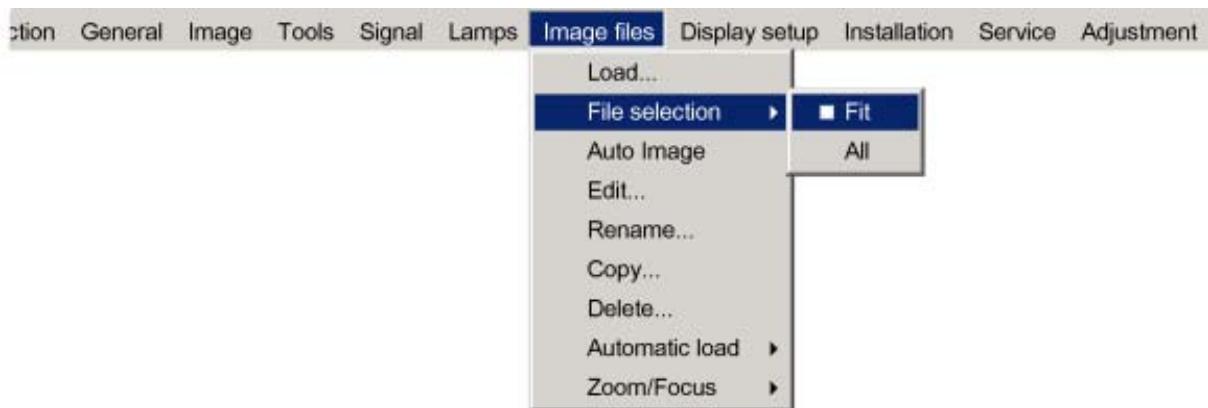 ction General Image Tools Signal Lamps Image files Display setup Installation Service Adjustment
Load...
File selection Fit
Auto Image All
Edit...
Rename...
Copy...
Delete...
Automatic load
Zoom/Focus